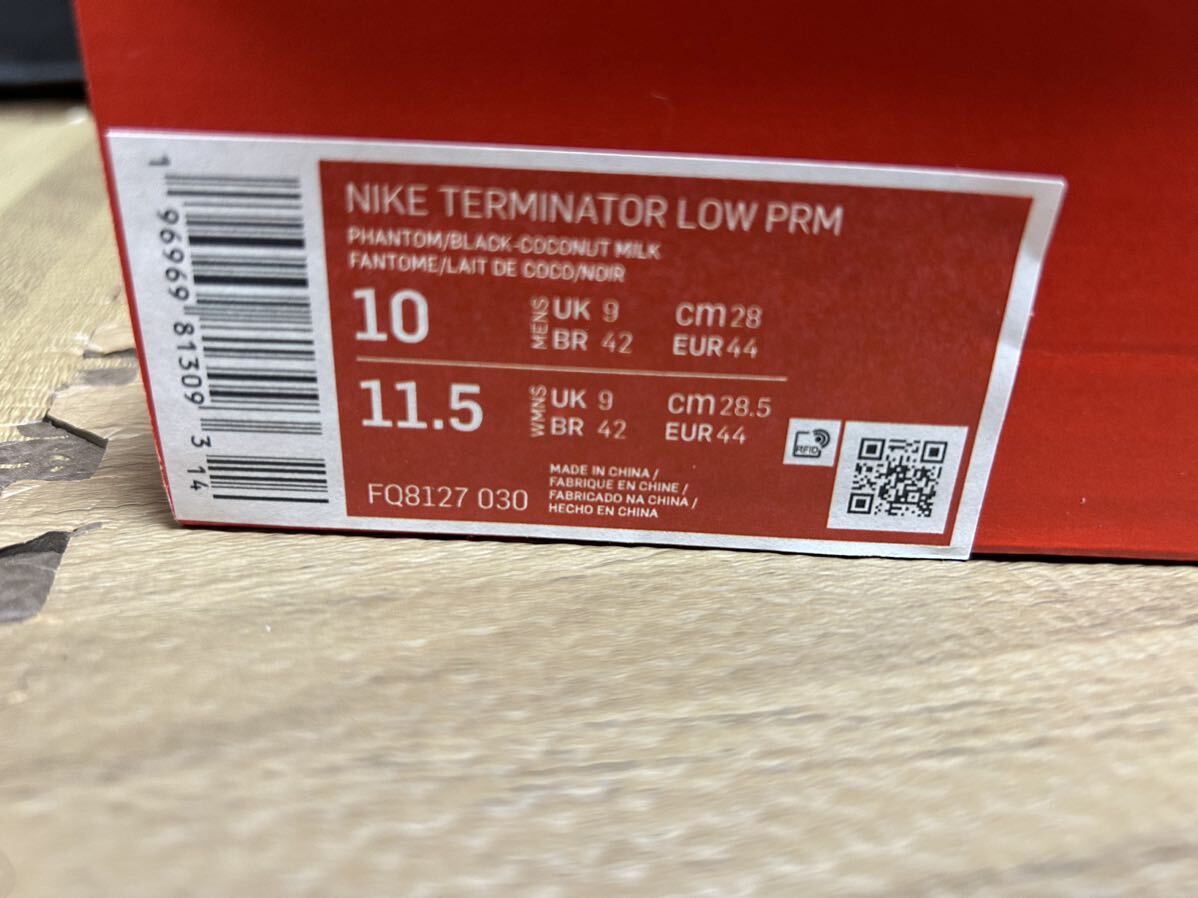 1 96969 81309 3 14
NIKE TERMINATOR LOW PRM
PHANTOM/BLACK-COCONUT MILK
FANTOME/LAIT DE COCO/NOIR
10
MENS
UK 9 cm 28
BR 42 EUR 44
11.5
WMNS
UK 9 cm 28.5
BR 42 EUR 44
RFID
FQ8127 030
MADE IN CHINA /
FABRIQUE EN CHINE /
FABRICADO NA CHINA /
HECHO EN CHINA